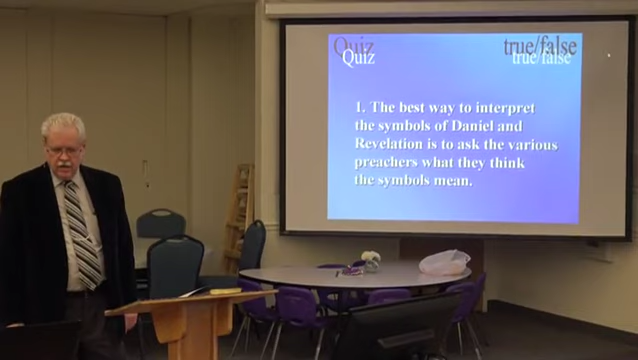 Quiz
true/false
1. The best way to interpret
the symbols of Daniel and
Revelation is to ask the various
preachers what they think
the symbols mean.